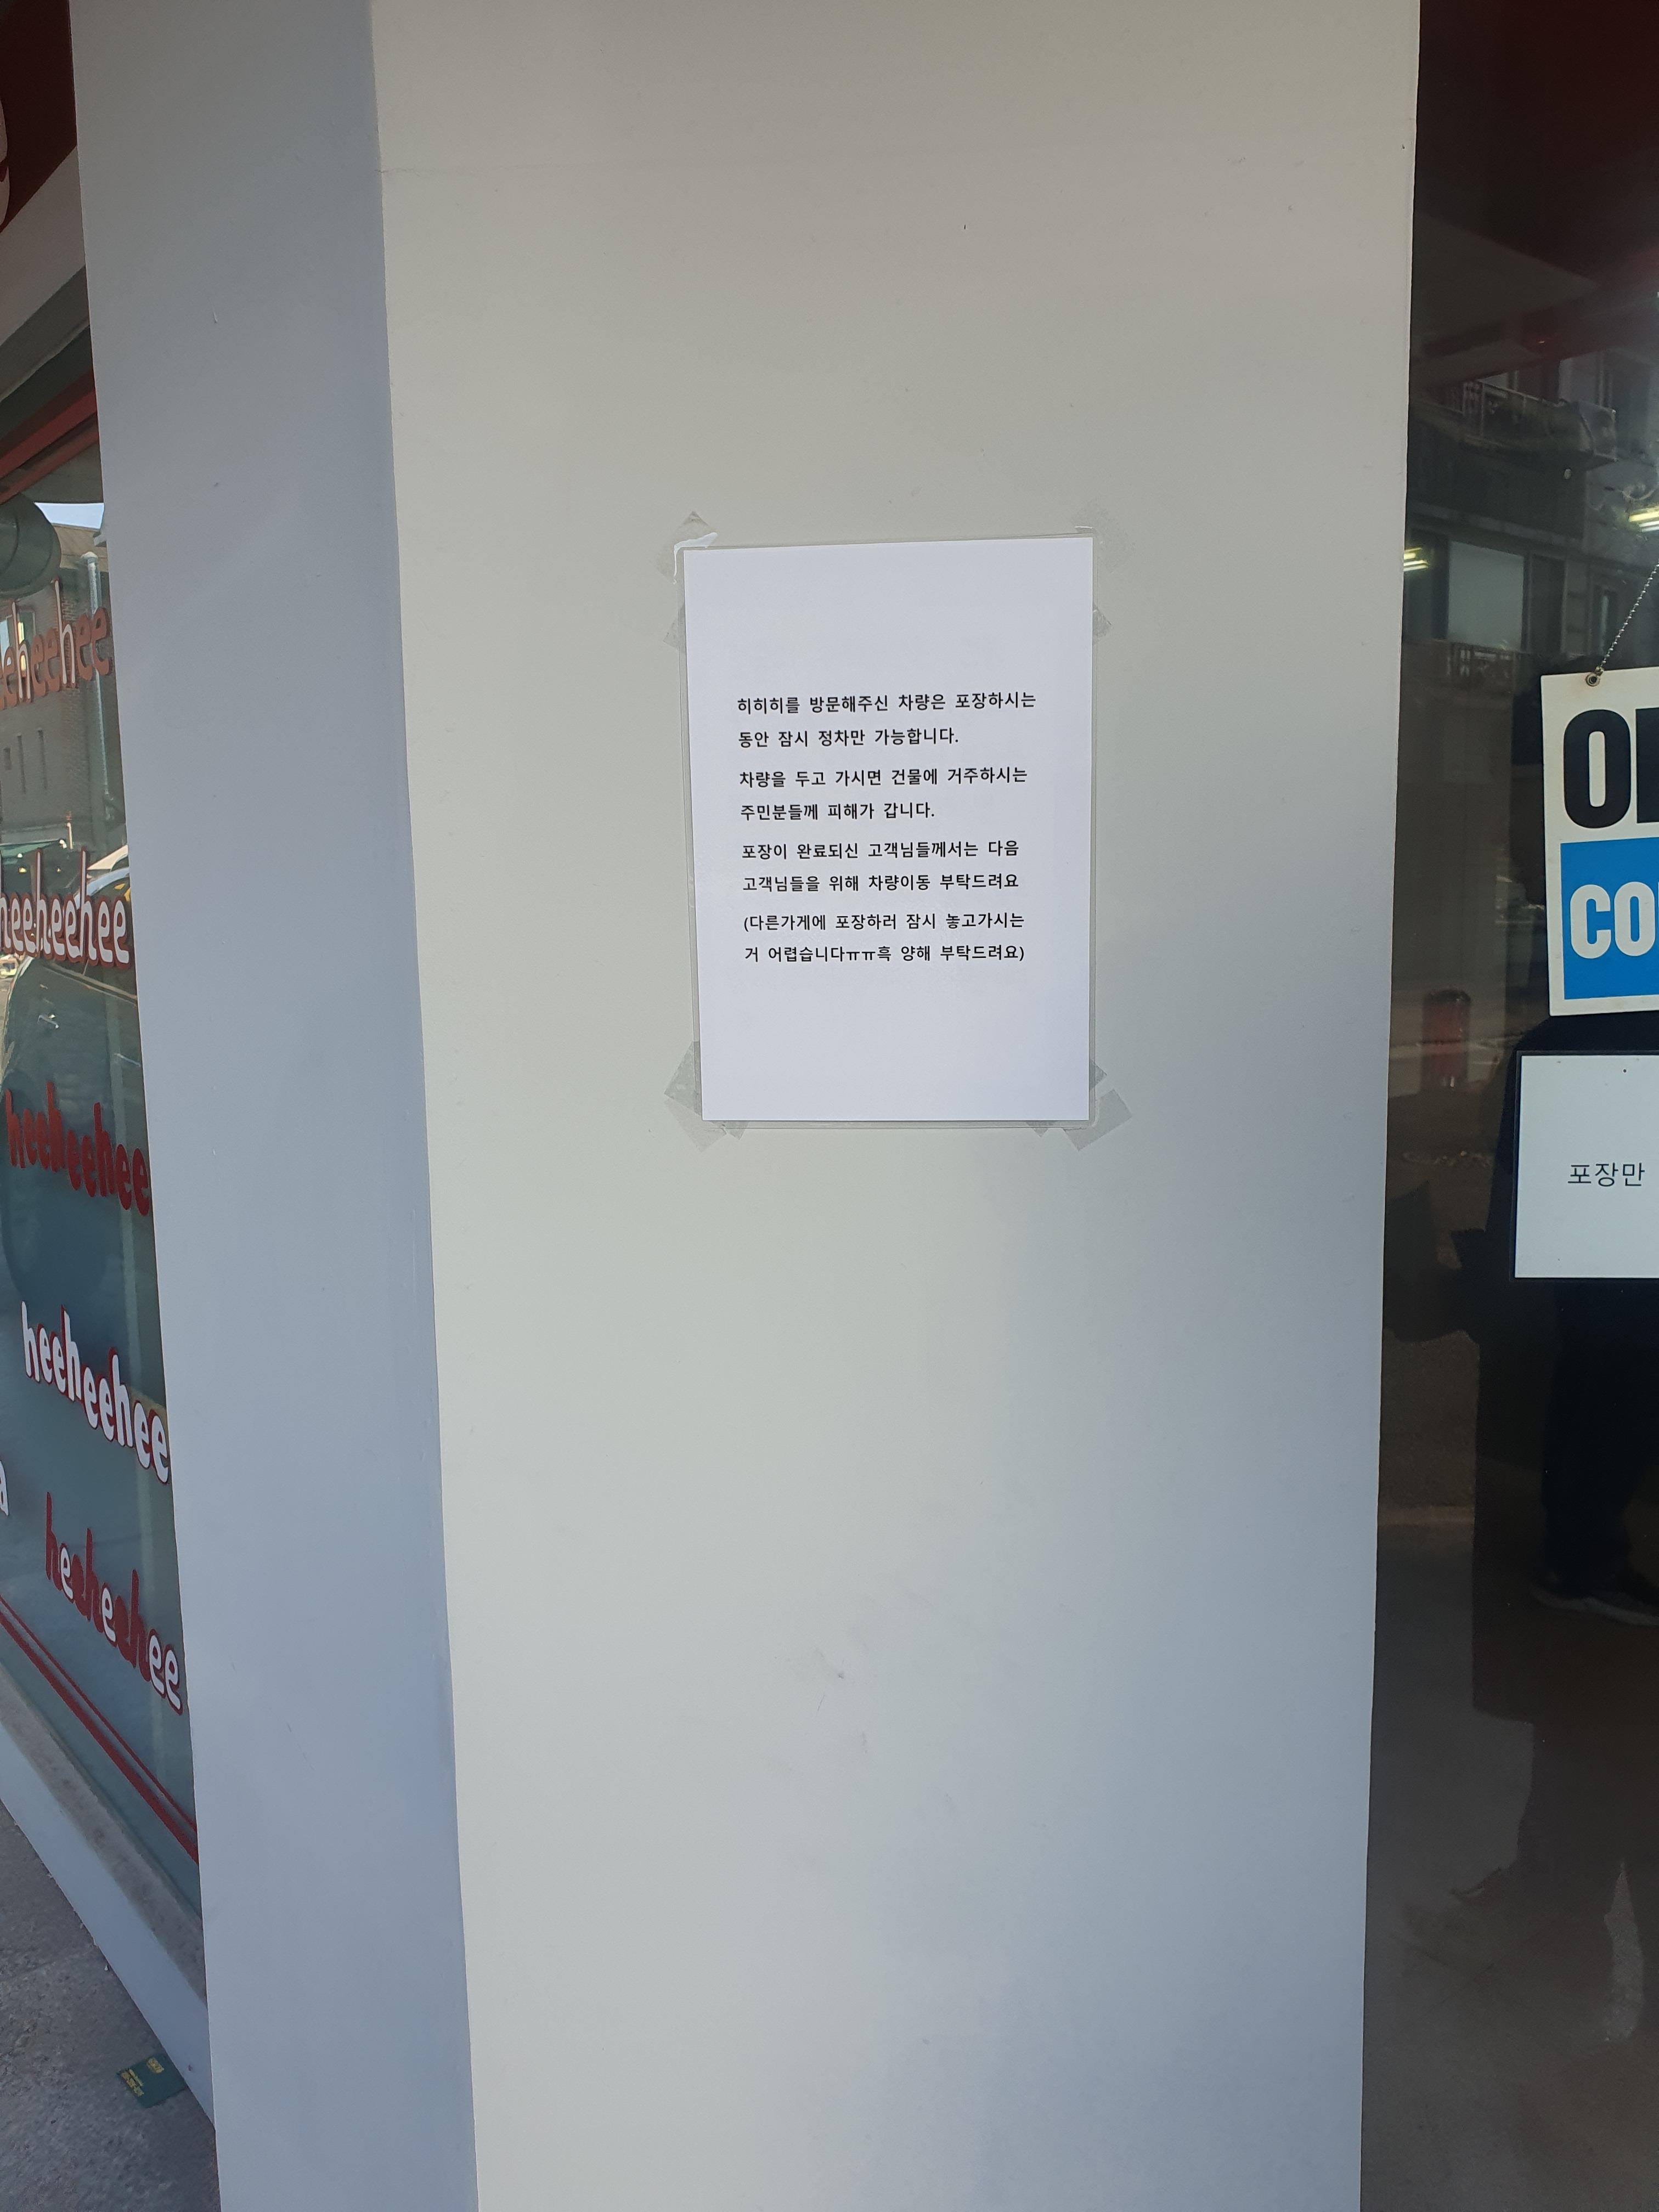 heeheehee
heeheehee
heeheehee
heeheehee
히히히를 방문해주신 차량은 포장하시는
동안 잠시 정차만 가능합니다.
차량을 두고 가시면 건물에 거주하시는
주민분들께 피해가 갑니다.
포장이 완료되신 고객님들께서는 다음
고객님들을 위해 차량이동 부탁드려요
(다른가게에 포장하러 잠시 놓고가시는
거 어렵습니다ㅠㅠ흑 양해 부탁드려요)
CO
포장만